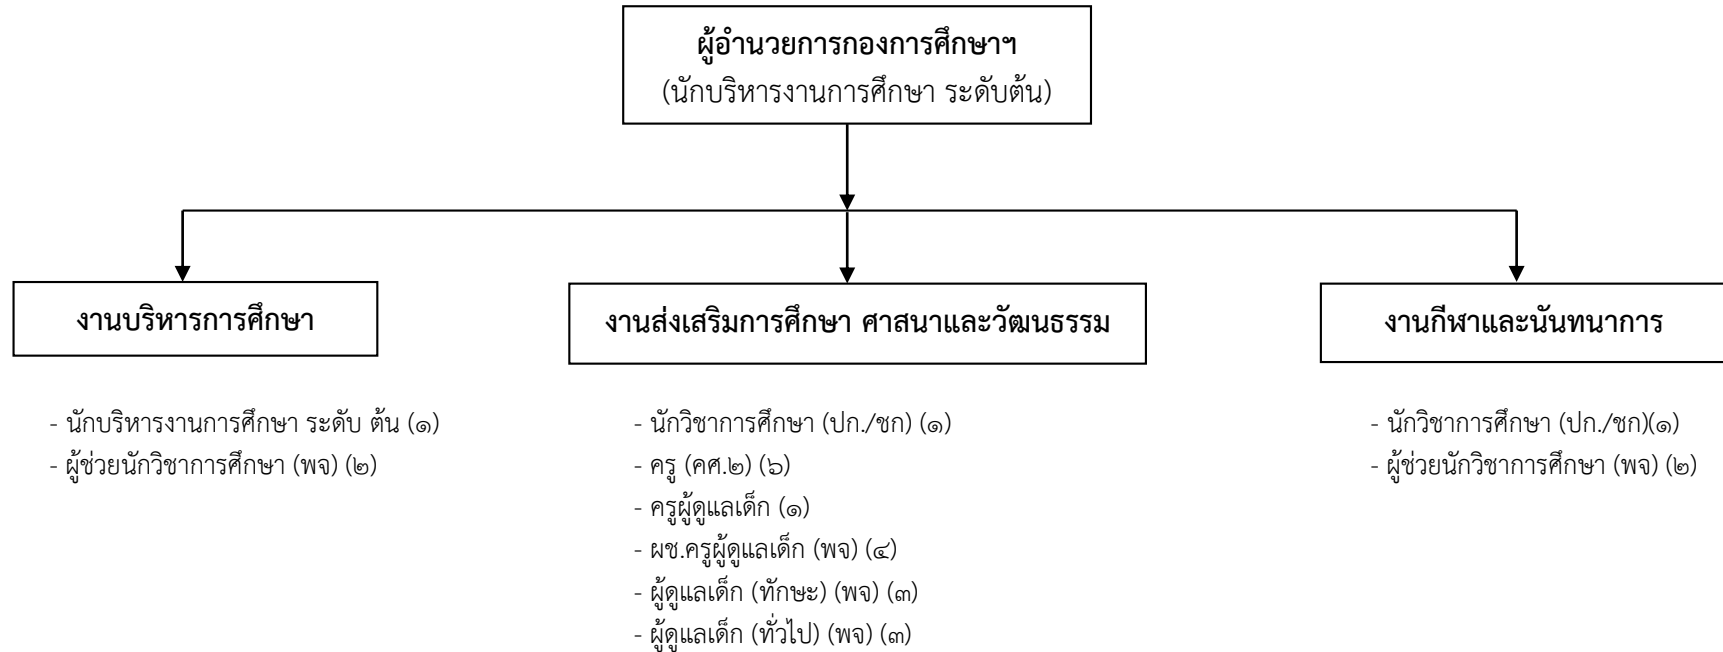 ผู้อำนวยการกองการศึกษาฯ
(นักบริหารงานการศึกษา ระดับต้น)
งานบริหารการศึกษา
- นักบริหารงานการศึกษา ระดับ ต้น (๑)
- ผู้ช่วยนักวิชาการศึกษา (พจ) (๒)
งานส่งเสริมการศึกษา ศาสนาและวัฒนธรรม
- นักวิชาการศึกษา (ปก./ชก) (๑)
- ครู (คศ.๒) (๖)
- ครูผู้ดูแลเด็ก (๑)
- ผช.ครูผู้ดูแลเด็ก (พจ) (๔)
- ผู้ดูแลเด็ก (ทักษะ) (พจ) (๓)
- ผู้ดูแลเด็ก (ทั่วไป) (พจ) (๓)
งานกีฬาและนันทนาการ
- นักวิชาการศึกษา (ปก./ชก)(๑)
- ผู้ช่วยนักวิชาการศึกษา (พจ) (๒)